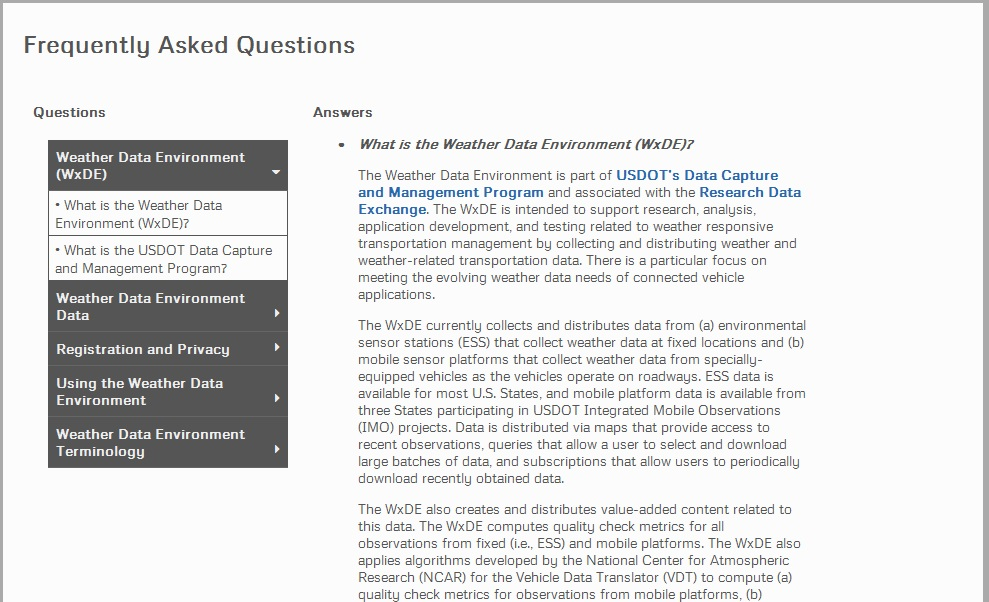 Frequently Asked Questions
Questions
Weather Data Environment
(WxDE)
• What is the Weather Data
Environment (WxDE)?
• What is the USDOT Data Capture
and Management Program?
Weather Data Environment
Data
Registration and Privacy
Using the Weather Data
Environment
Weather Data Environment
Terminology
Answers
• What is the Weather Data Environment (WxDE)?
The Weather Data Environment is part of USDOT's Data Capture
and Management Program and associated with the Research Data
Exchange. The WxDE is intended to support research, analysis,
application development, and testing related to weather responsive
transportation management by collecting and distributing weather and
weather-related transportation data. There is a particular focus on
meeting the evolving weather data needs of connected vehicle
applications.
The WxDE currently collects and distributes data from (a) environmental
sensor stations (ESS) that collect weather data at fixed locations and (b)
mobile sensor platforms that collect weather data from specially-
equipped vehicles as the vehicles operate on roadways. ESS data is
available for most U.S. States, and mobile platform data is available from
three States participating in USDOT Integrated Mobile Observations
(IMO) projects. Data is distributed via maps that provide access to
recent observations, queries that allow a user to select and download
large batches of data, and subscriptions that allow users to periodically
download recently obtained data.
The WxDE also creates and distributes value-added content related to
this data. The WxDE computes quality check metrics for all
observations from fixed (i.e., ESS) and mobile platforms. The WxDE also
applies algorithms developed by the National Center for Atmospheric
Research (NCAR) for the Vehicle Data Translator (VDT) to compute (a)
quality check metrics for observations from mobile platforms, (b)